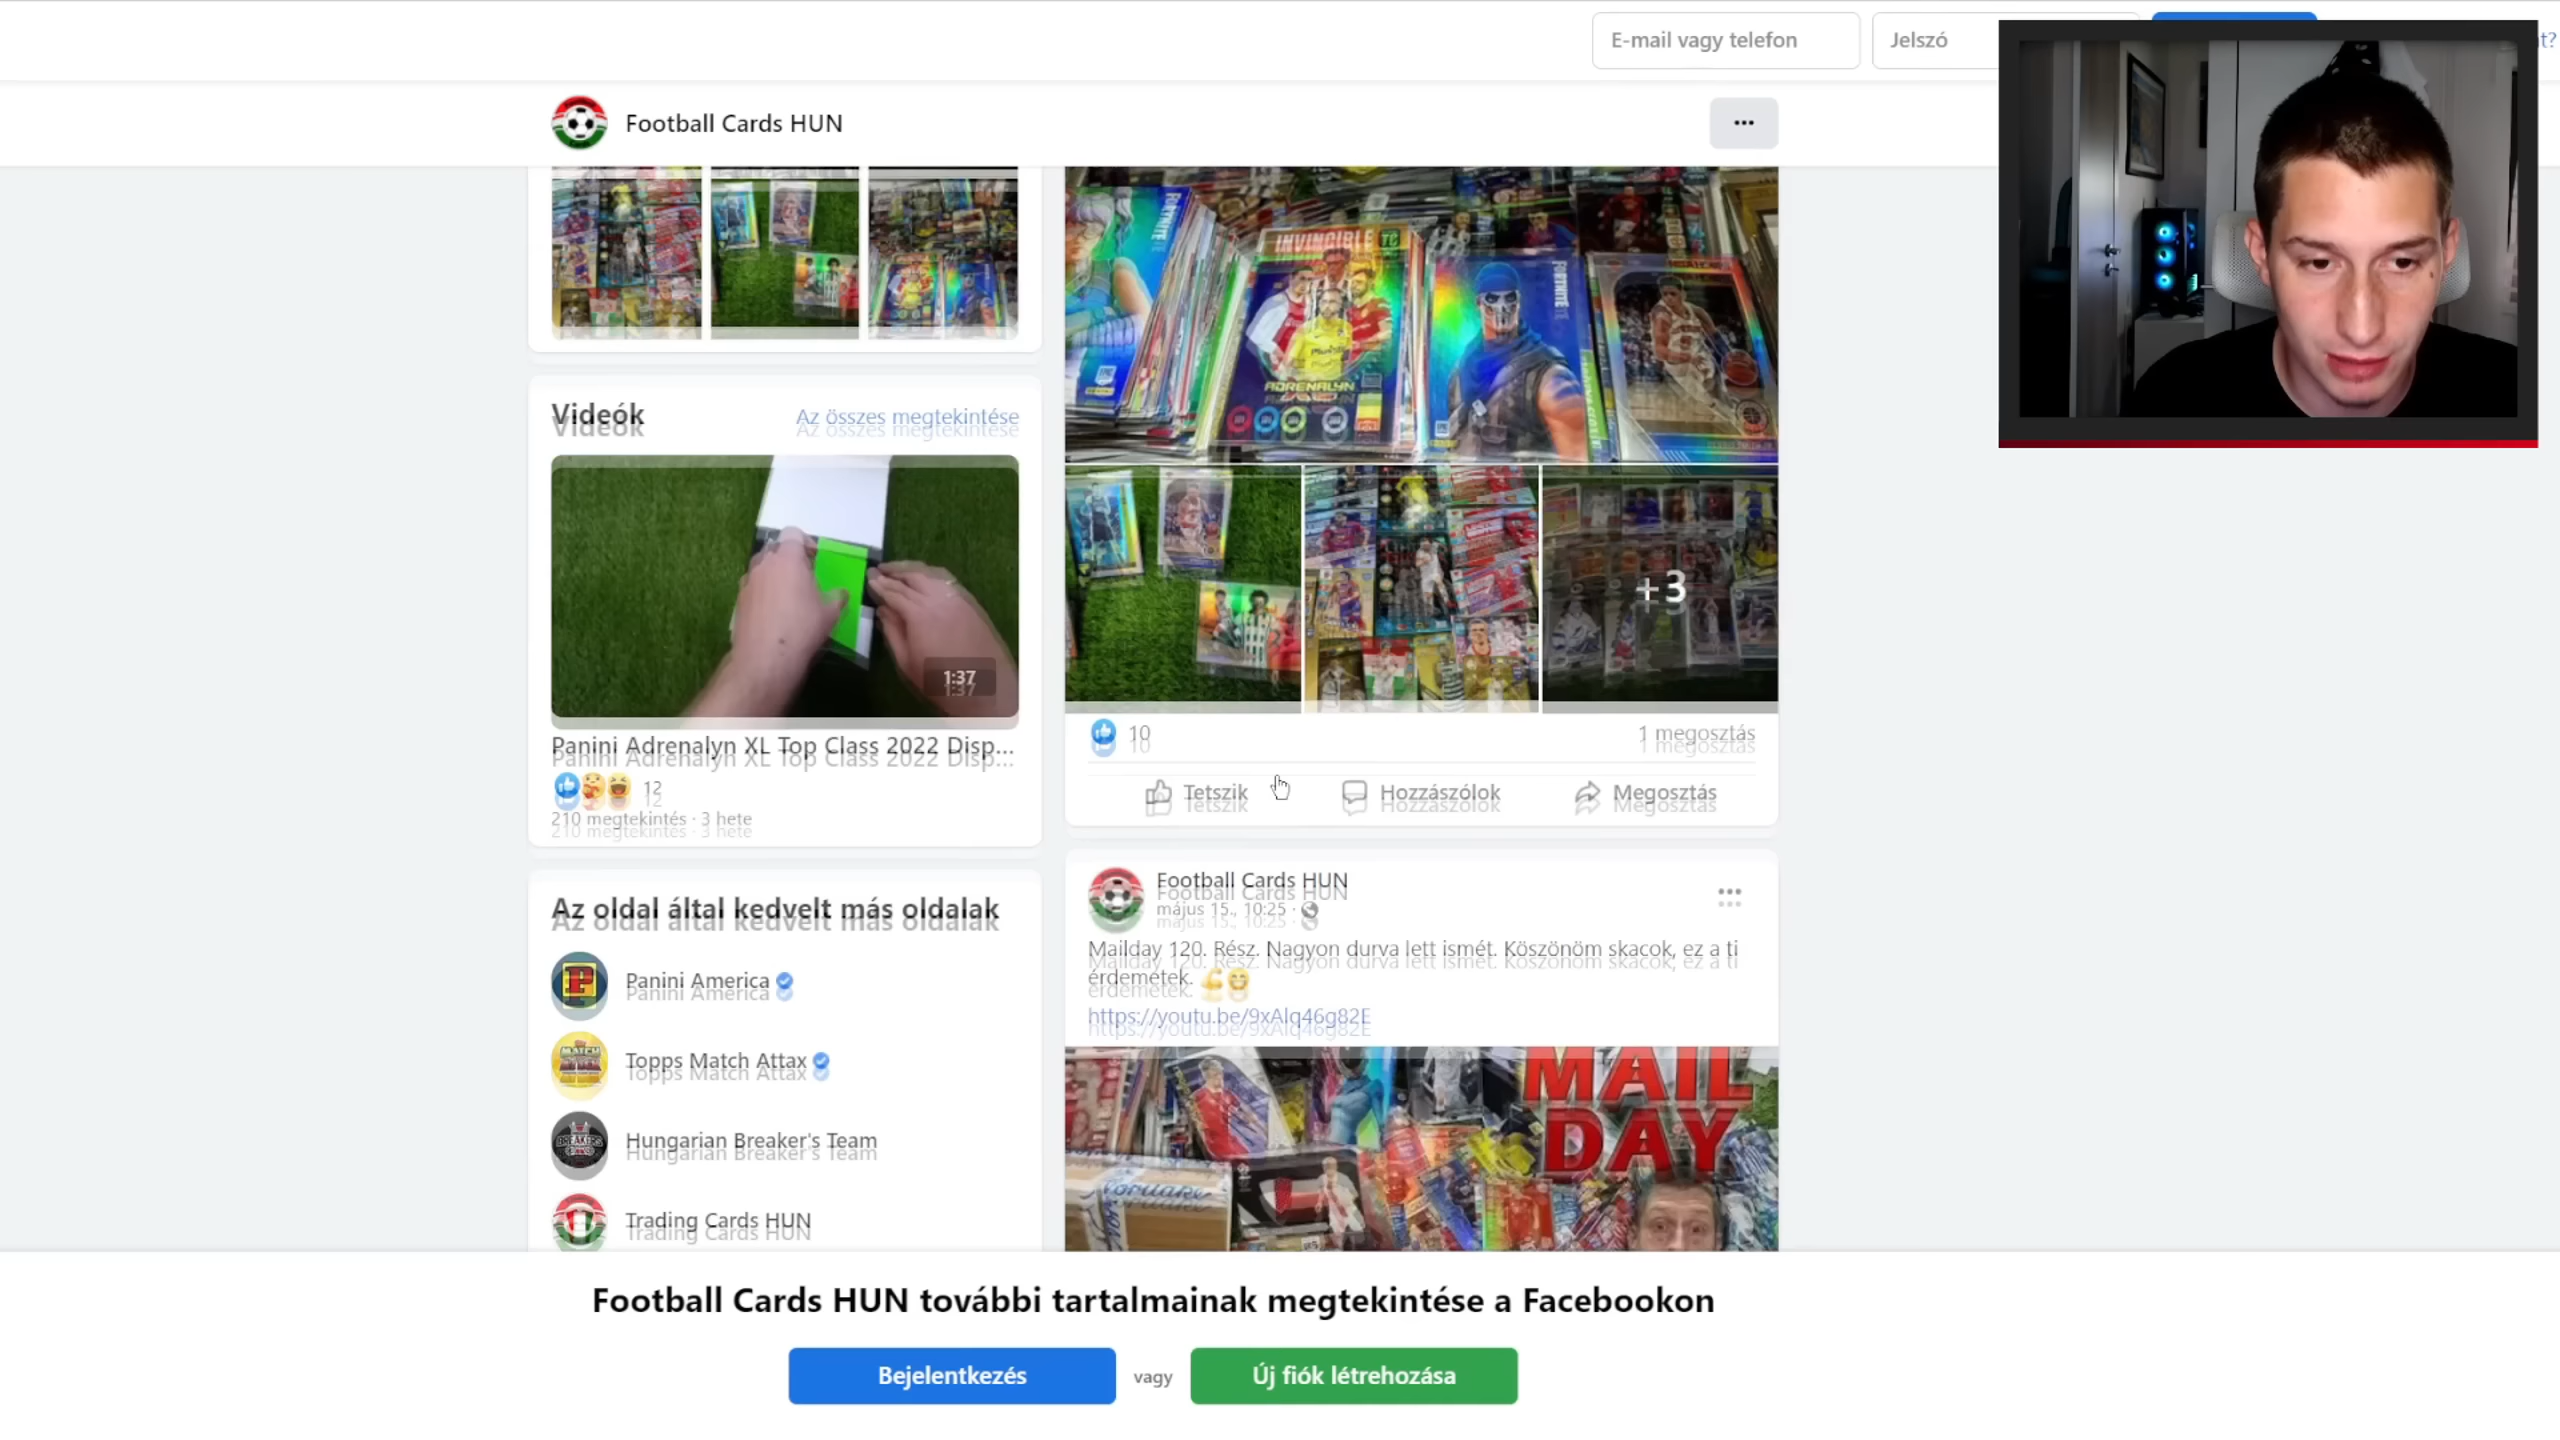 E-mail vagy telefon
Jelszó
t?
Football Cards HUN
FORTNITE
INVINCIBLE
FORTNITE
ADRENALYN
Videók
Az összes megtekintése
1:37
Panini Adrenalyn XL Top Class 2022 Disp...
12
210 megtekintés · 3 hete
+3
10
1 megosztás
Tetszik
Hozzászólok
Megosztás
Az oldal által kedvelt más oldalak
Panini America
Topps Match Attax
Hungarian Breaker's Team
Trading Cards HUN
Football Cards HUN
május 15., 10:25 ·
Mailday 120. Rész. Nagyon durva lett ismét. Köszönöm skacok, ez a ti
érdemetek.
https://youtu.be/9xAlq46g82E
MAIL
DAY
Football Cards HUN további tartalmainak megtekintése a Facebookon
Bejelentkezés
vagy
Új fiók létrehozása